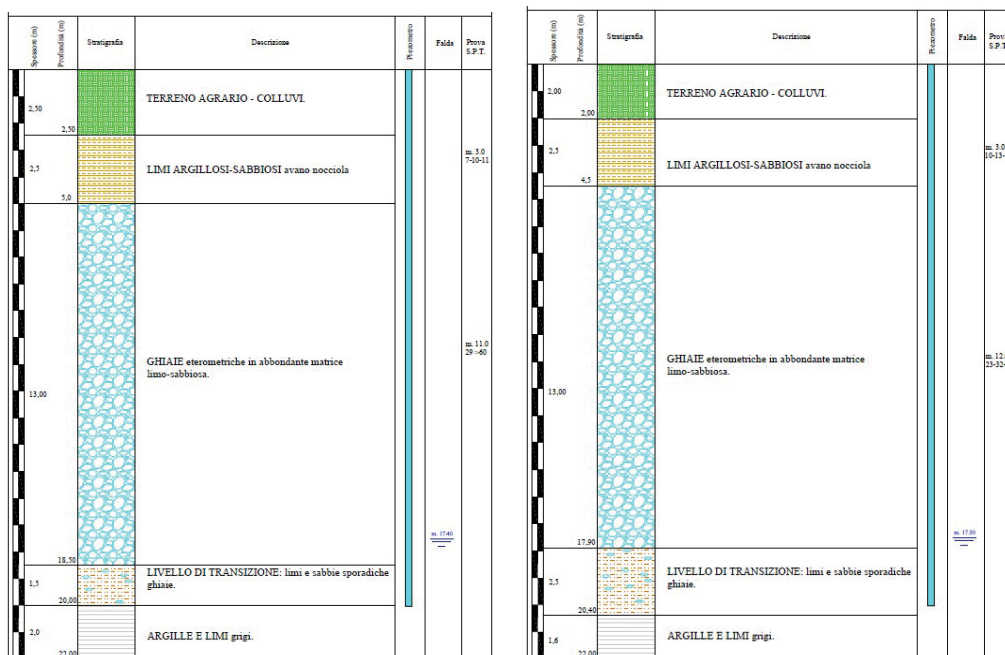 Spessore (m)
Profondità (m)
Stratigrafia
Descrizione
Piezometro
Falda
Prova
S.P.T.
2,50
2,50
TERRENO AGRARIO - COLLUVI.
m. 3.0
7-10-11
2,5
5,0
LIMI ARGILLOSI-SABBIOSI avano nocciola
m. 11.0
29 >60
GHIAIE eterometriche in abbondante matrice
limo-sabbiosa.
13,00
m. 17.40
18,50
1,5
LIVELLO DI TRANSIZIONE: limi e sabbie sporadiche
ghiaie.
20,00
2,0
ARGILLE E LIMI grigi.
22,00
Spessore (m)
Profondità (m)
Stratigrafia
Descrizione
Piezometro
Falda
Prov
S.P.T.
2,00
2,00
TERRENO AGRARIO - COLLUVI.
m. 3.0
10-13-
2,5
4,5
LIMI ARGILLOSI-SABBIOSI avano nocciola
m. 12.
23-32-
GHIAIE eterometriche in abbondante matrice
limo-sabbiosa.
13,00
m. 17.50
17,90
2,5
LIVELLO DI TRANSIZIONE: limi e sabbie sporadiche
ghiaie.
20,40
1,6
ARGILLE E LIMI grigi.
22,00